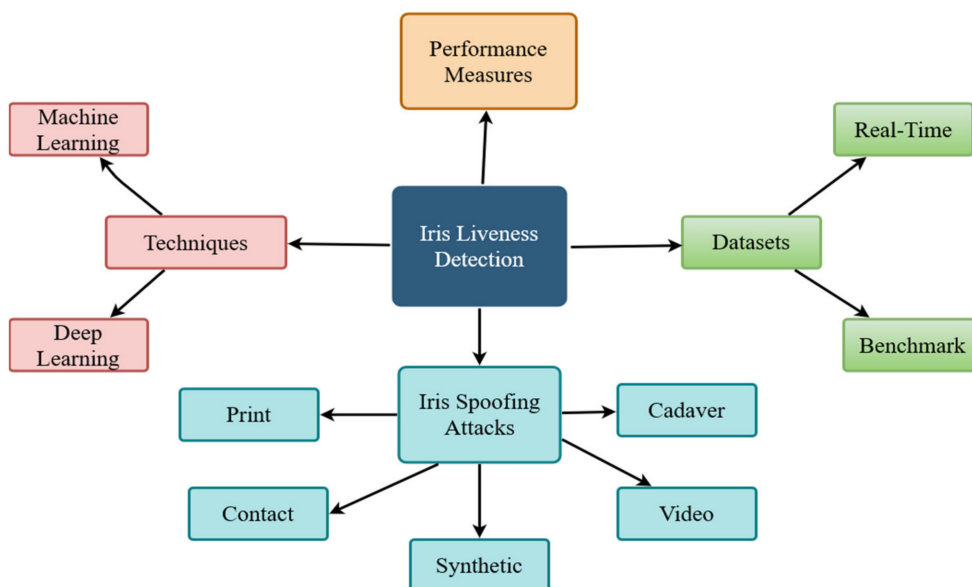 Performance
Measures
Machine
Learning
Real-Time
Techniques
Iris Liveness
Detection
Datasets
Deep
Learning
Benchmark
Iris Spoofing
Attacks
Print
Cadaver
Contact
Video
Synthetic